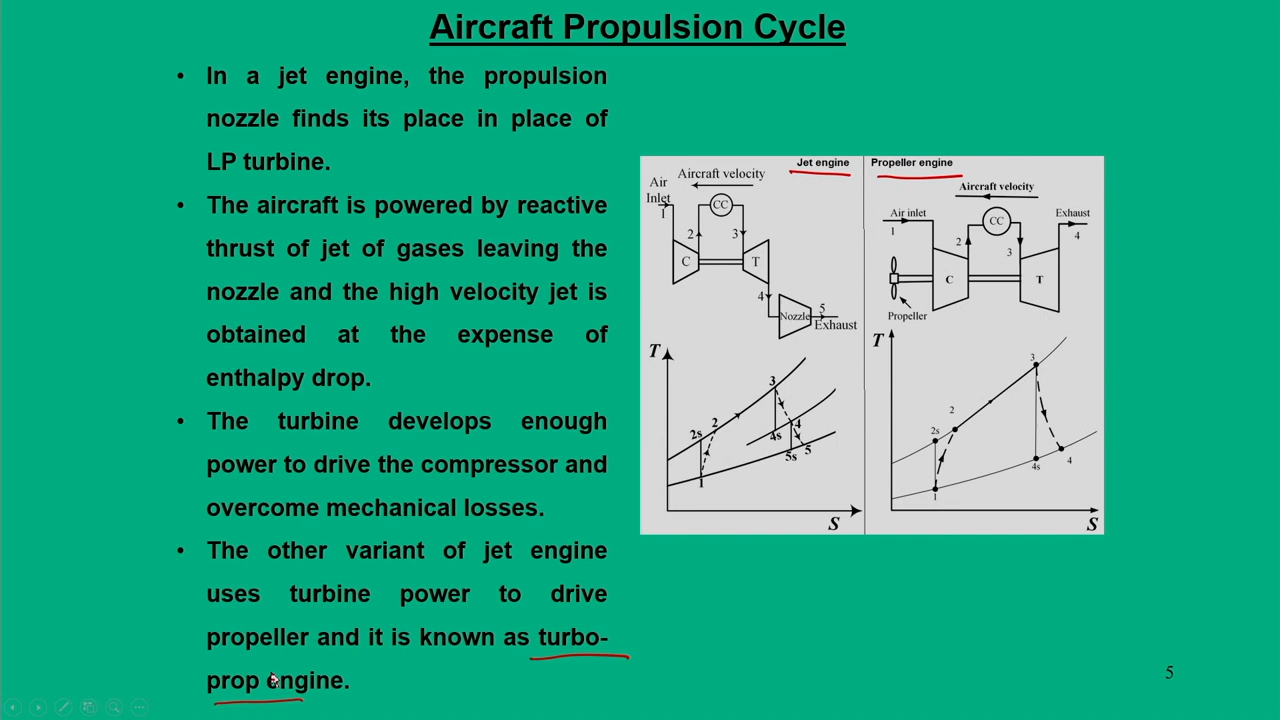 Aircraft Propulsion Cycle
• In a jet engine, the propulsion
nozzle finds its place in place of
LP turbine.
• The aircraft is powered by reactive
thrust of jet of gases leaving the
nozzle and the high velocity jet is
obtained at the expense of
enthalpy drop.
• The turbine develops enough
power to drive the compressor and
overcome mechanical losses.
• The other variant of jet engine
uses turbine power to drive
propeller and it is known as turbo-
prop engine.
Jet engine
Aircraft velocity
Air
Inlet
1
CC
2
3
C
T
4
Nozzle
5
Exhaust
T
3
2
2s
4
4s
5
5s
1
S
Propeller engine
Aircraft velocity
Air inlet
1
CC
Exhaust
4
2
3
C
T
Propeller
T
3
2
2s
4s
4
1
S
5